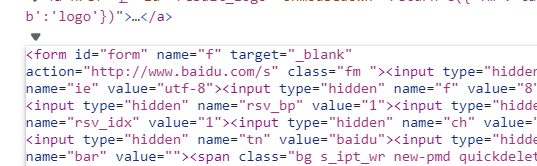 b':'logo'})">…</a>
<form id="form" name="f" target="_blank"
action="http://www.baidu.com/s" class="fm "><input type="hidden
name="ie" value="utf-8"><input type="hidden" name="f" value="8"
<input type="hidden" name="rsv_bp" value="1"><input type="hidden
name="rsv_idx" value="1"><input type="hidden" name="ch" value="
<input type="hidden" name="tn" value="baidu"><input type="hidden
name="bar" value=""><span class="bg s_ipt_wr new-pmd quickdelet